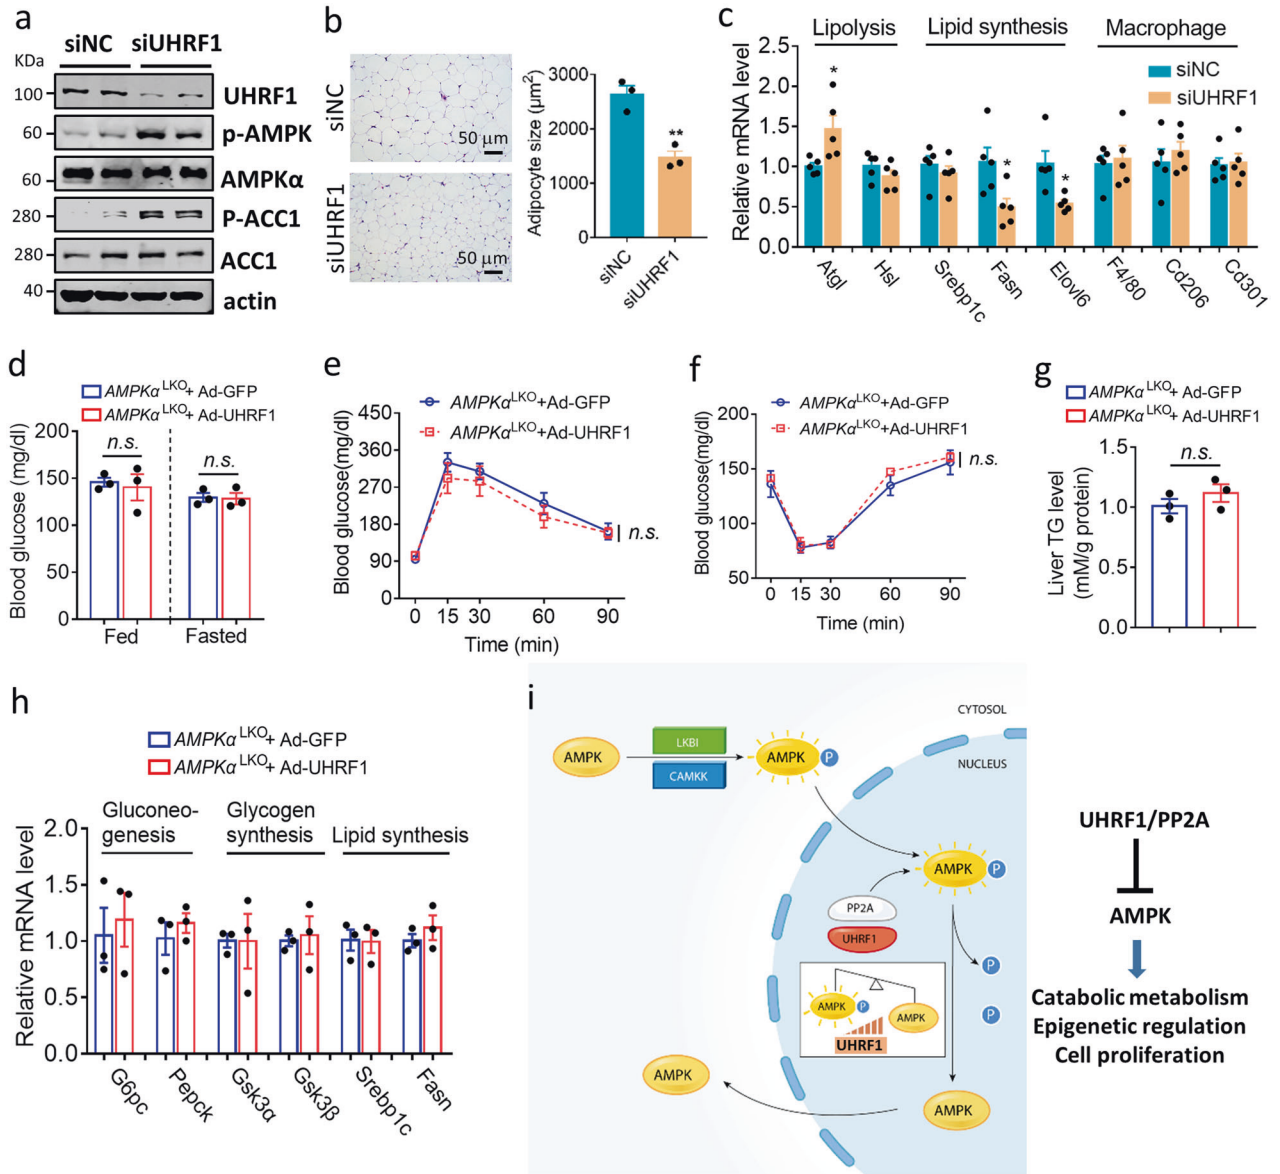 a
siNC siUHRF1
KDa
100 UHRF1
60 p-AMPK
60 AMPKα
280 P-ACC1
280 ACC1
40 actin
b
siNC
50 μm
siUHRF1
50 μm
Adipocyte size (μm²)
3000
2000
1000
0
**
siNC
siUHRF1
c
Lipolysis Lipid synthesis Macrophage
siNC
siUHRF1
Relative mRNA level
2.5
2.0
1.5
1.0
0.5
0.0
* * *
Atgl Hsl Srebp1c Fasn Elovl6 F4/80 Cd206 Cd301
d
AMPKα LKO+ Ad-GFP
AMPKα LKO+ Ad-UHRF1
Blood glucose (mg/dl)
200
150
100
50
0
n.s. n.s.
Fed Fasted
e
AMPKα LKO+Ad-GFP
AMPKα LKO+Ad-UHRF1
Blood glucose(mg/dl)
450
360
270
180
90
0
n.s.
0 15 30 60 90
Time (min)
f
AMPKα LKO+Ad-GFP
AMPKα LKO+Ad-UHRF1
Blood glucose(mg/dl)
200
150
100
50
n.s.
0 15 30 60 90
Time (min)
g
AMPKα LKO+ Ad-GFP
AMPKα LKO+ Ad-UHRF1
Liver TG level
(mM/g protein)
1.5
1.0
0.5
0.0
n.s.
h
AMPKα LKO+ Ad-GFP
AMPKα LKO+ Ad-UHRF1
Gluconeo-
genesis
Glycogen
synthesis
Lipid synthesis
Relative mRNA level
2.0
1.5
1.0
0.5
0.0
G6pc Pepck Gsk3α Gsk3β Srebp1c Fasn
i
CYTOSOL
NUCLEUS
AMPK
LKBI
CAMKK
AMPK P
AMPK P
PP2A
UHRF1
P
P
AMPK P
AMPK
UHRF1
AMPK
AMPK
UHRF1/PP2A
AMPK
Catabolic metabolism
Epigenetic regulation
Cell proliferation